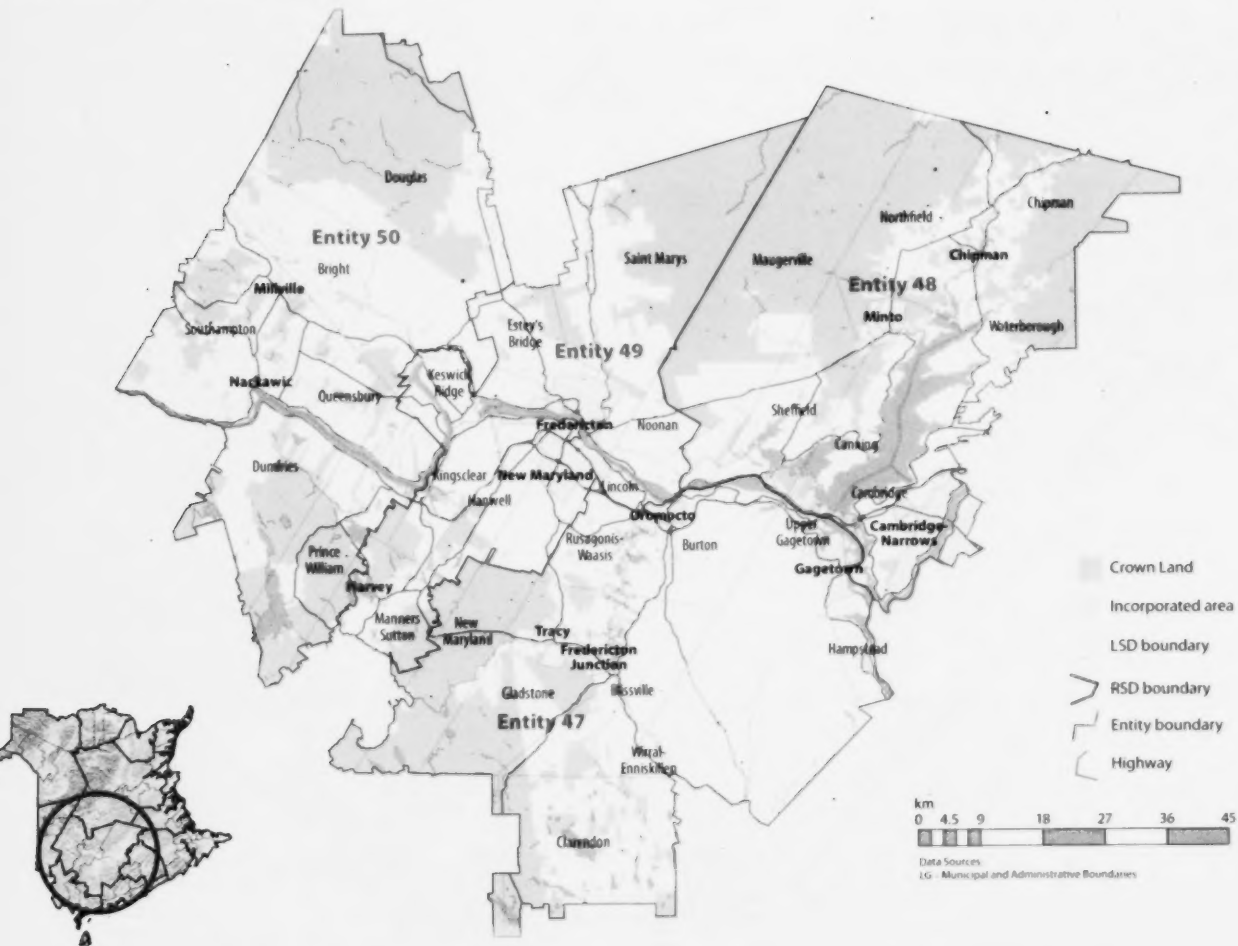 Douglas
Entity 50
Bright
Millville
Southampton
Nackawic
Queensbury
Keswick
Ridge
Estey's
Bridge
Entity 49
Saint Marys
Maugerville
Northfield
Chipman
Chipman
Entity 48
Minto
Waterborough
Sheffield
Canning
Fredericton
Noonan
Dumfries
Kingsclear
New Maryland
Hanwell
Lincoln
Cambridge
Oromocto
Rusagonis-
Waasis
Burton
Upper
Gagetown
Cambridge-
Narrows
Gagetown
Prince
William
Harvey
Manners
Sutton
New
Maryland
Tracy
Fredericton
Junction
Hampstead
Gladstone
Blissville
Entity 47
Wirral-
Enniskillen
Clarendon
Crown Land
Incorporated area
LSD boundary
RSD boundary
Entity boundary
Highway
km
0 4.5 9 18 27 36 45
Data Sources
LG - Municipal and Administrative Boundaries